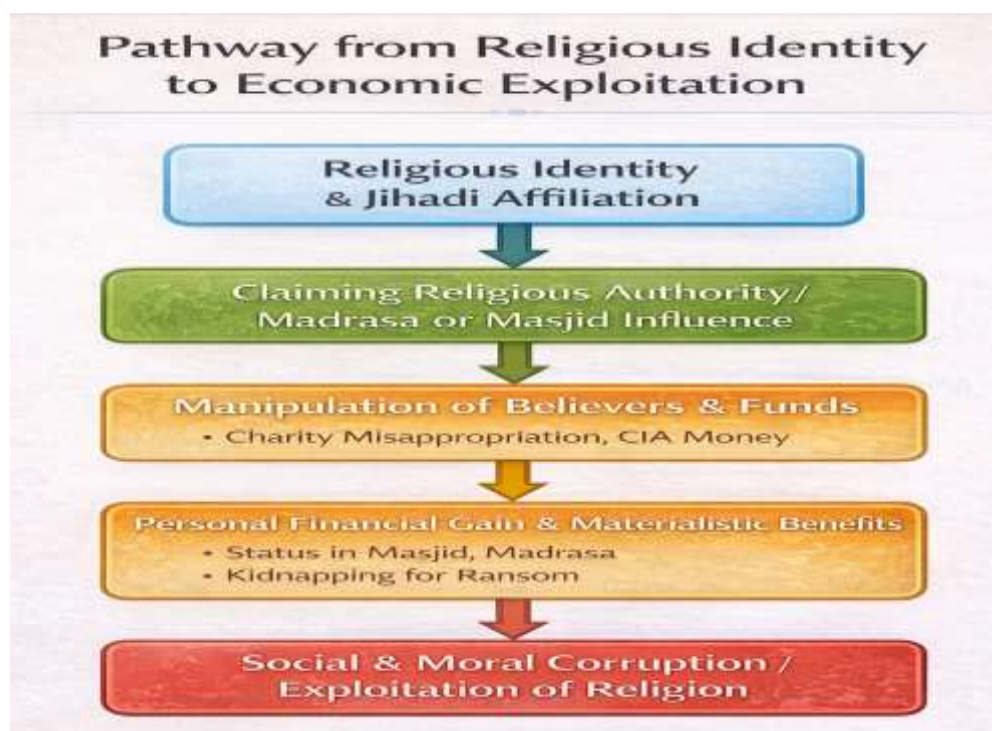 Pathway from Religious Identity
to Economic Exploitation
Religious Identity
& Jihadi Affiliation
Claiming Religious Authority/
Madrasa or Masjid Influence
Manipulation of Believers & Funds
• Charity Misappropriation, CIA Money
Personal Financial Gain & Materialistic Benefits
• Status in Masjid, Madrasa
• Kidnapping for Ransom
Social & Moral Corruption /
Exploitation of Religion